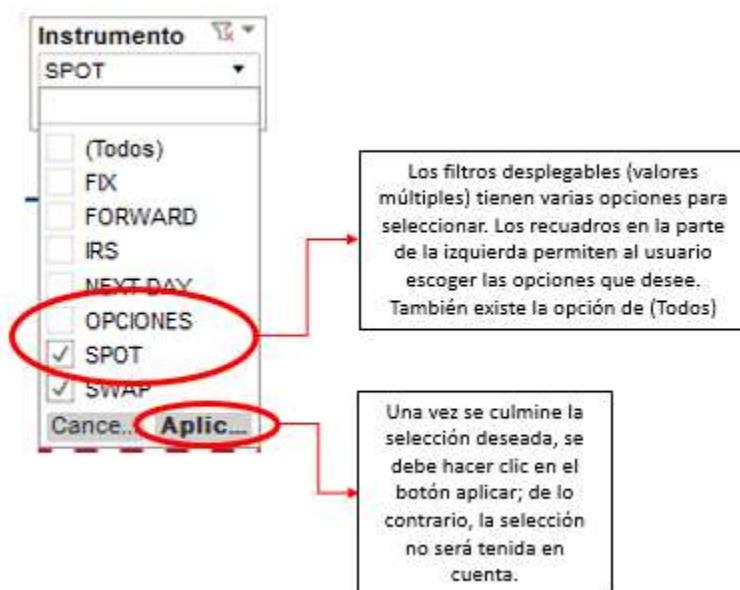 Instrumento
SPOT
(Todos)
FIX
FORWARD
IRS
NEXT DAY
OPCIONES
SPOT
SWAP
Cance... Aplic...
Los filtros desplegables (valores
múltiples) tienen varias opciones para
seleccionar. Los recuadros en la parte
de la izquierda permiten al usuario
escoger las opciones que desee.
También existe la opción de (Todos)
Una vez se culmine la
selección deseada, se
debe hacer clic en el
botón aplicar; de lo
contrario, la selección
no será tenida en
cuenta.